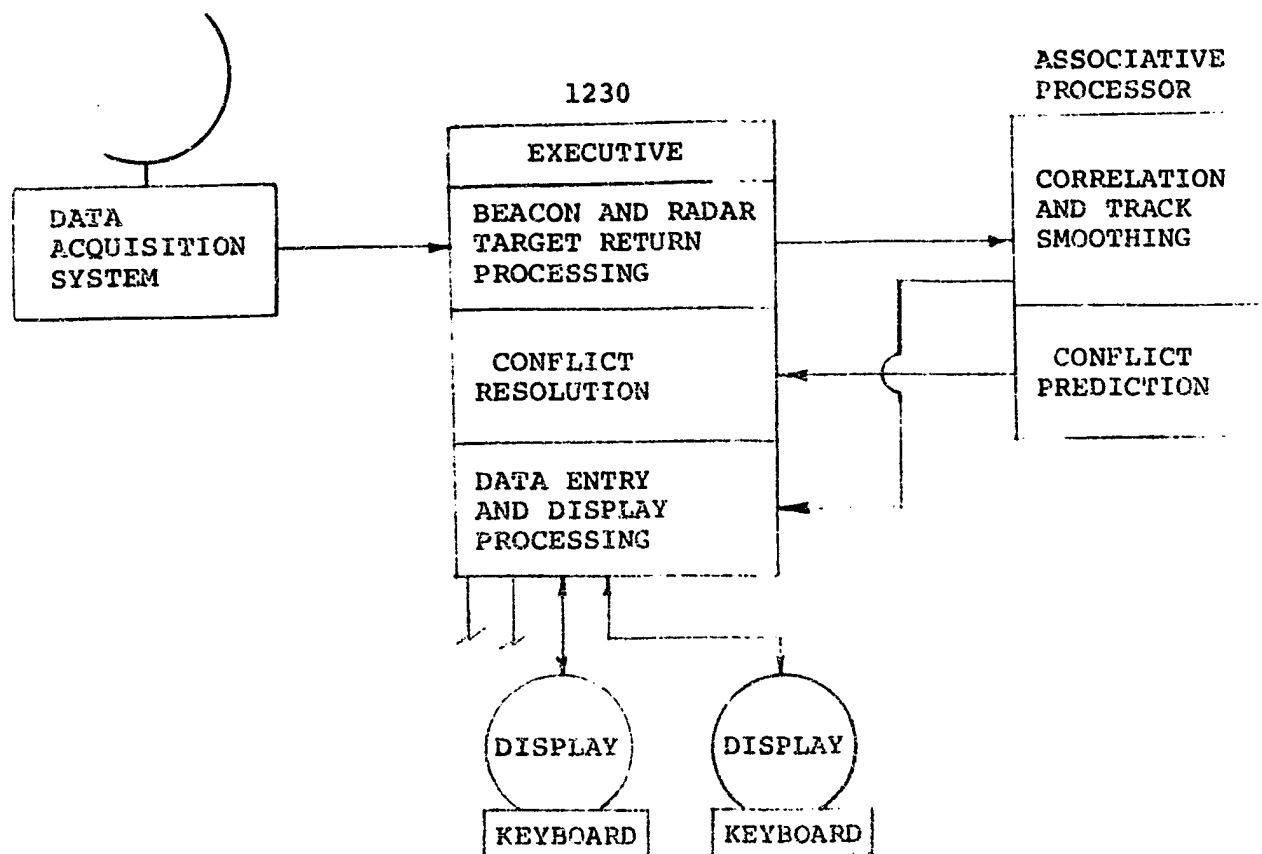 ASSOCIATIVE
PROCESSOR
1230
EXECUTIVE
DATA
ACQUISITION
SYSTEM
BEACON AND RADAR
TARGET RETURN
PROCESSING
CORRELATION
AND TRACK
SMOOTHING
CONFLICT
RESOLUTION
CONFLICT
PREDICTION
DATA ENTRY
AND DISPLAY
PROCESSING
DISPLAY
DISPLAY
KEYBOARD
KEYBOARD